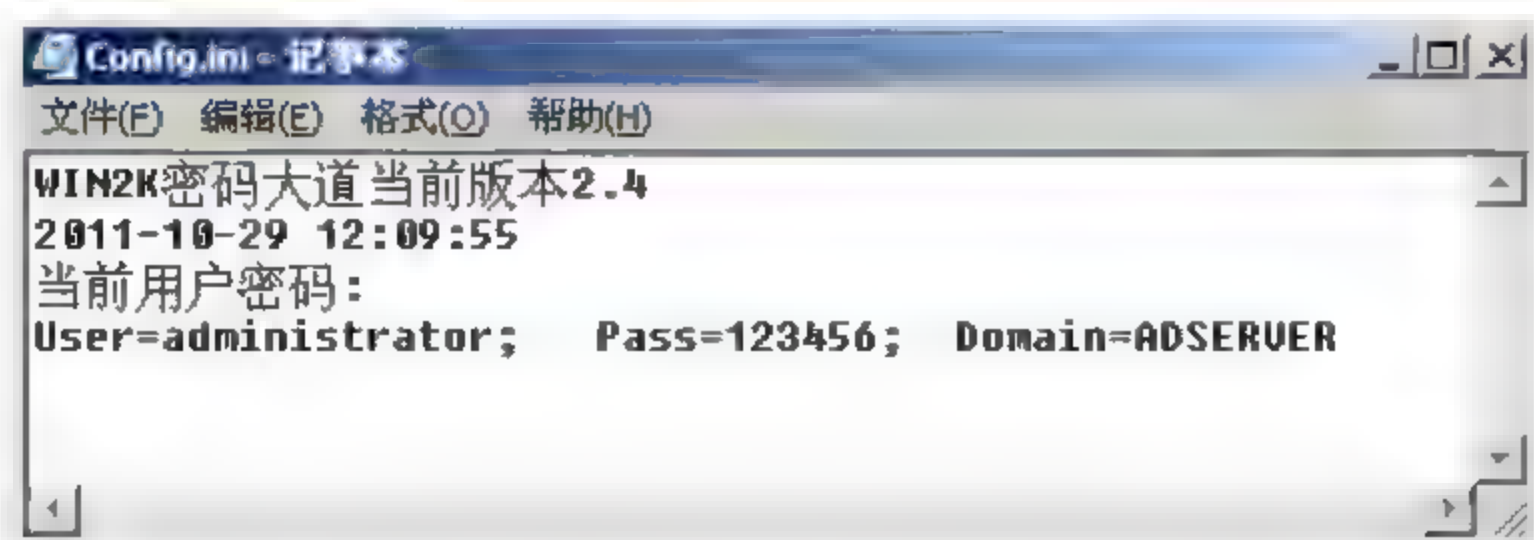 Config.ini - 记事本
文件(F) 编辑(E) 格式(O) 帮助(H)
WIN2K密码大道当前版本2.4
2011-10-29 12:09:55
当前用户密码:
User=administrator;   Pass=123456;  Domain=ADSERVER